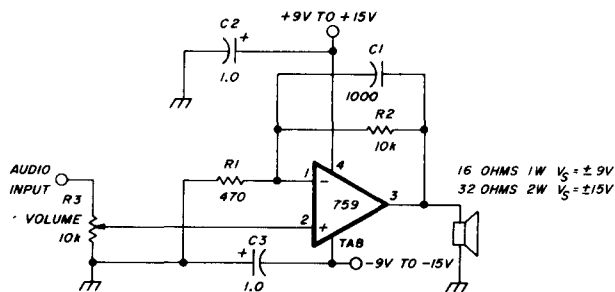 +9V TO +15V
C2
+
1.0
C1
1000
R2
10k
AUDIO
INPUT
R3
VOLUME
10k
R1
470
1
-
4
759
3
2
+
TAB
C3
+
1.0
-9V TO -15V
16 OHMS 1W VS = ± 9V
32 OHMS 2W VS = ±15V